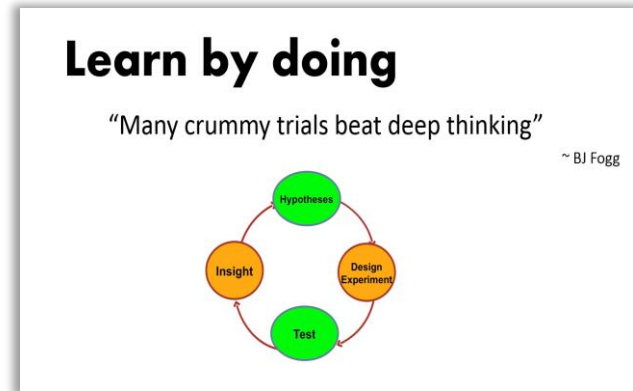 Learn by doing
“Many crummy trials beat deep thinking”
~ BJ Fogg
Hypotheses
Insight
Design
Experiment
Test